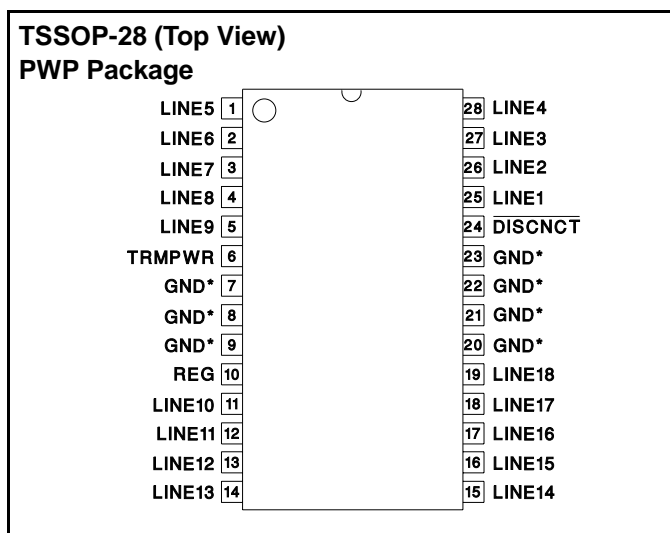 TSSOP-28 (Top View)
PWP Package
LINE5 1
LINE6 2
LINE7 3
LINE8 4
LINE9 5
TRMPWR 6
GND* 7
GND* 8
GND* 9
REG 10
LINE10 11
LINE11 12
LINE12 13
LINE13 14
28 LINE4
27 LINE3
26 LINE2
25 LINE1
24 DISCNCT
23 GND*
22 GND*
21 GND*
20 GND*
19 LINE18
18 LINE17
17 LINE16
16 LINE15
15 LINE14